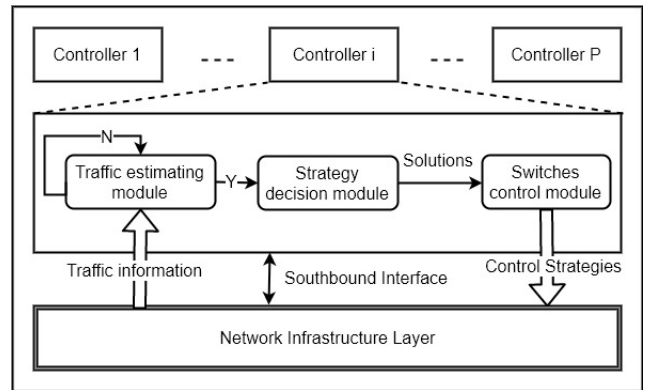 Controller 1
Controller i
Controller P
N
Traffic estimating
module
Y
Strategy
decision module
Solutions
Switches
control module
Traffic information
Southbound Interface
Control Strategies
Network Infrastructure Layer